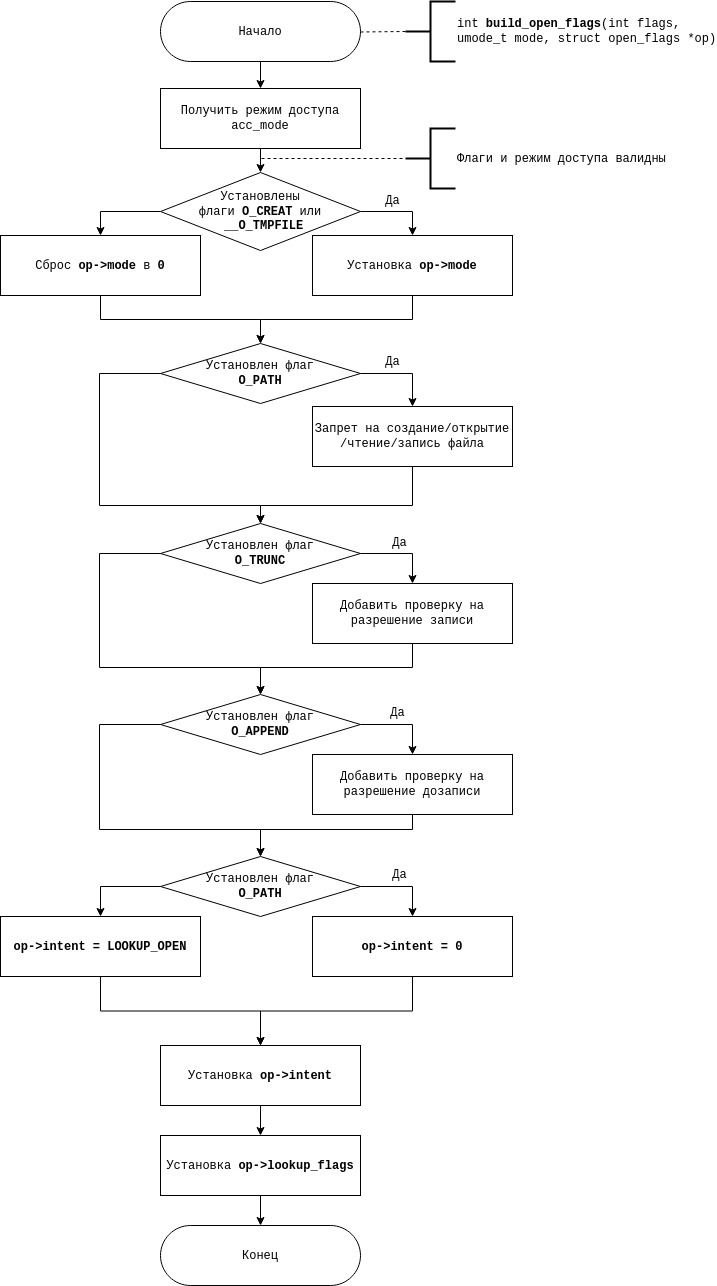 Начало
int build_open_flags(int flags,
umode_t mode, struct open_flags *op)
Получить режим доступа
acc_mode
Флаги и режим доступа валидны
Установлены
флаги O_CREAT или
__O_TMPFILE
Да
Сброс op->mode в 0
Установка op->mode
Установлен флаг
O_PATH
Да
Запрет на создание/открытие
/чтение/запись файла
Установлен флаг
O_TRUNC
Да
Добавить проверку на
разрешение записи
Установлен флаг
O_APPEND
Да
Добавить проверку на
разрешение дозаписи
Установлен флаг
O_PATH
Да
op->intent = LOOKUP_OPEN
op->intent = 0
Установка op->intent
Установка op->lookup_flags
Конец